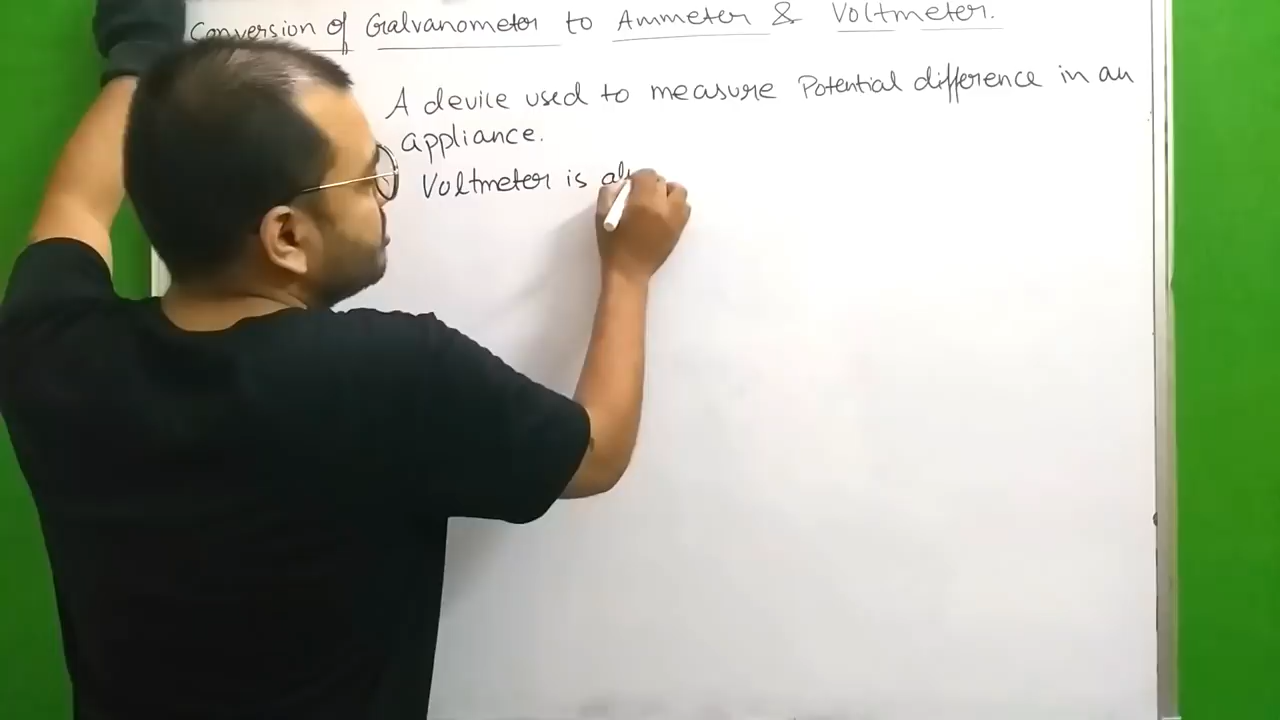 Conversion of Galvanometer to Ammeter & Voltmeter.
A device used to measure Potential difference in an
appliance.
Voltmeter is